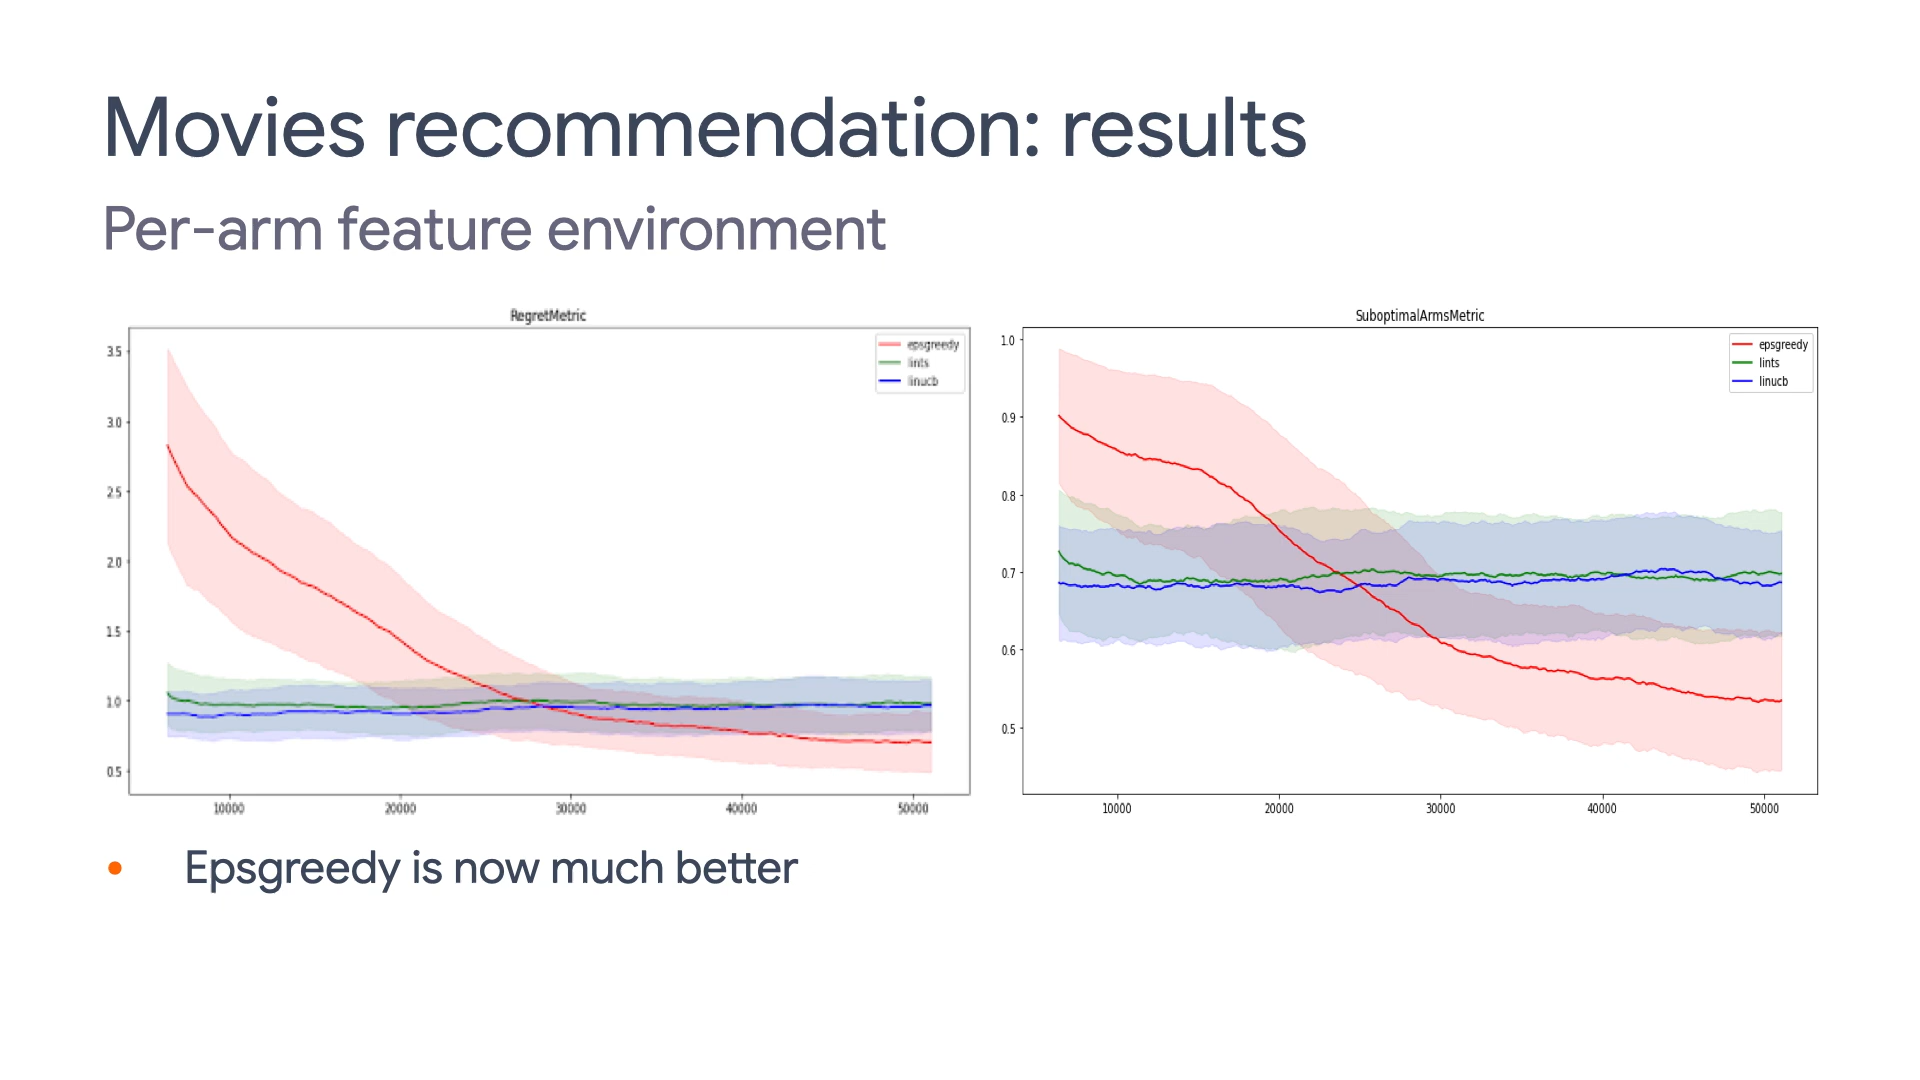 Movies recommendation: results
Per-arm feature environment
RegretMetric
3.5
3.0
2.5
2.0
1.5
1.0
0.5
10000
20000
30000
40000
50000
epsgreedy
lints
linucb
SuboptimalArmsMetric
1.0
0.9
0.8
0.7
0.6
0.5
10000
20000
30000
40000
50000
epsgreedy
lints
linucb
• Epsgreedy is now much better